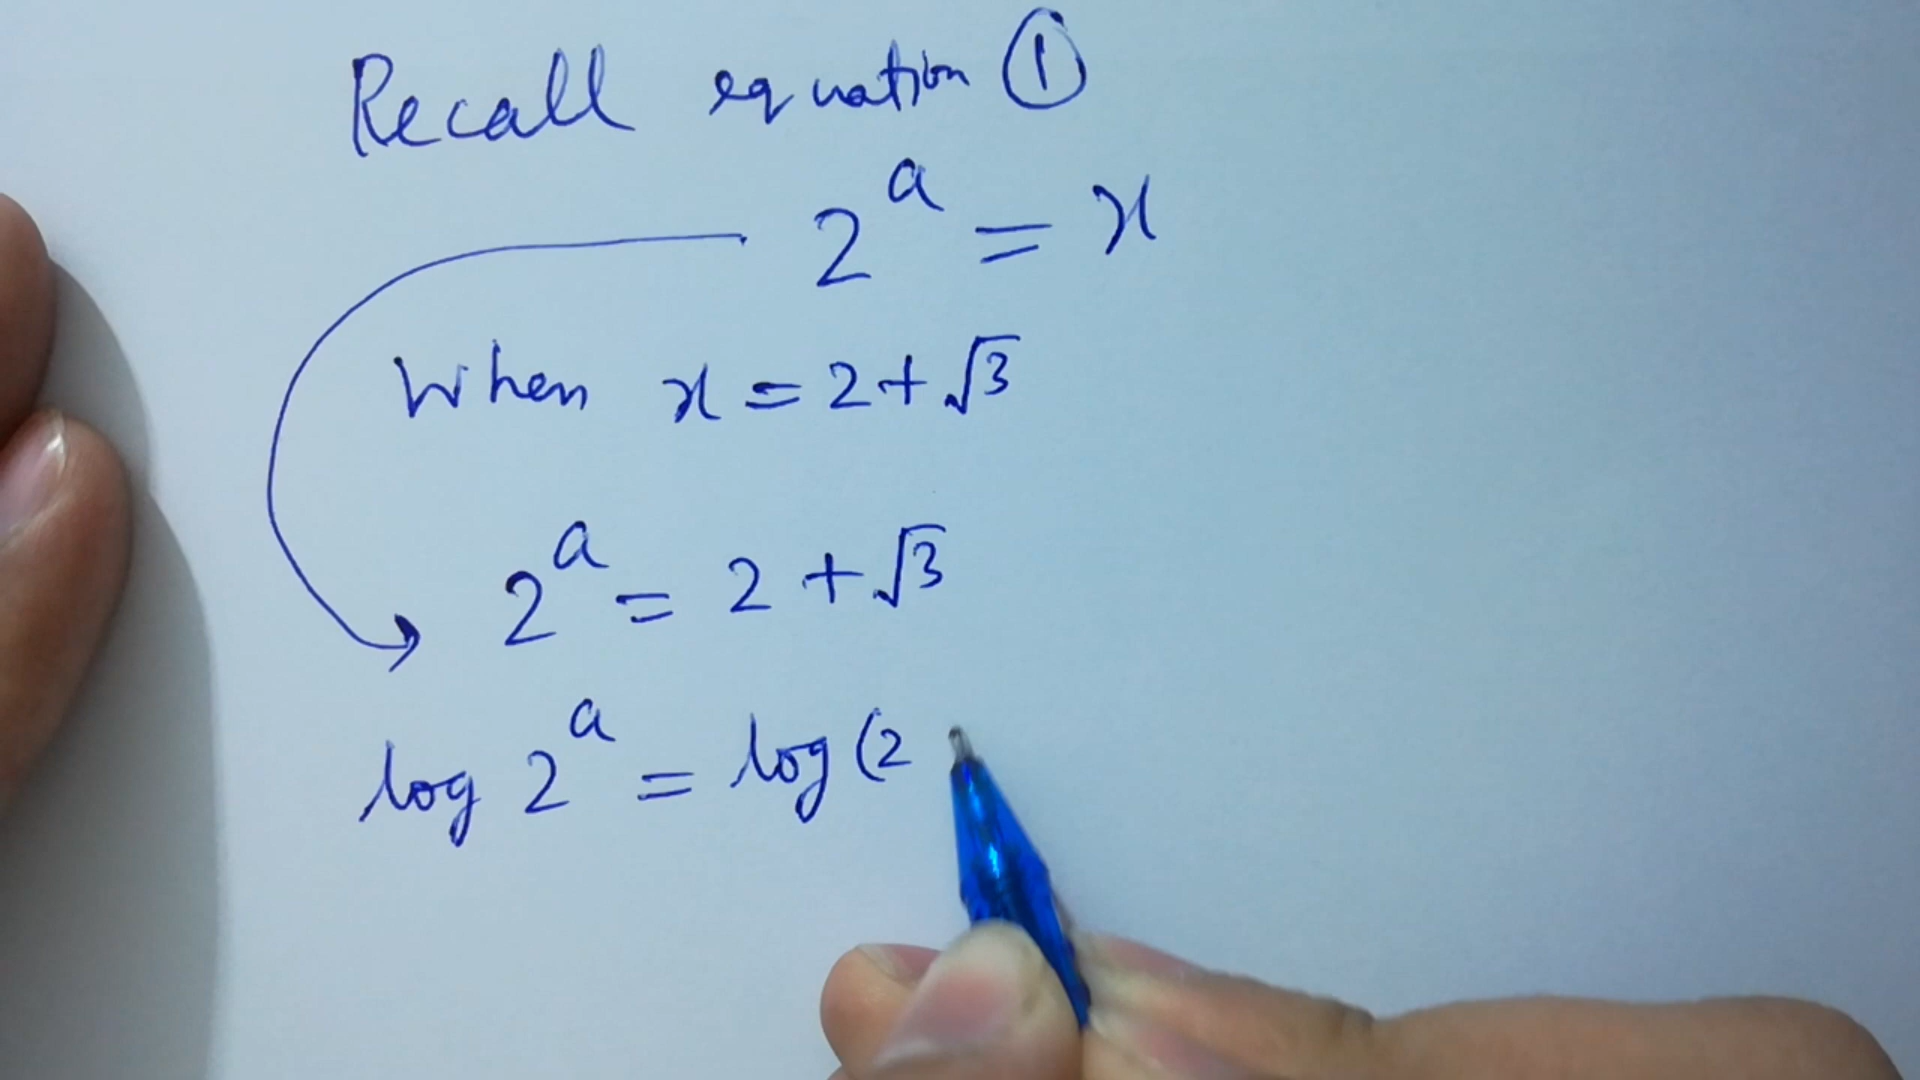 Recall equation ①
2^a = x
When x = 2 + √3
2^a = 2 + √3
log 2^a = log (2